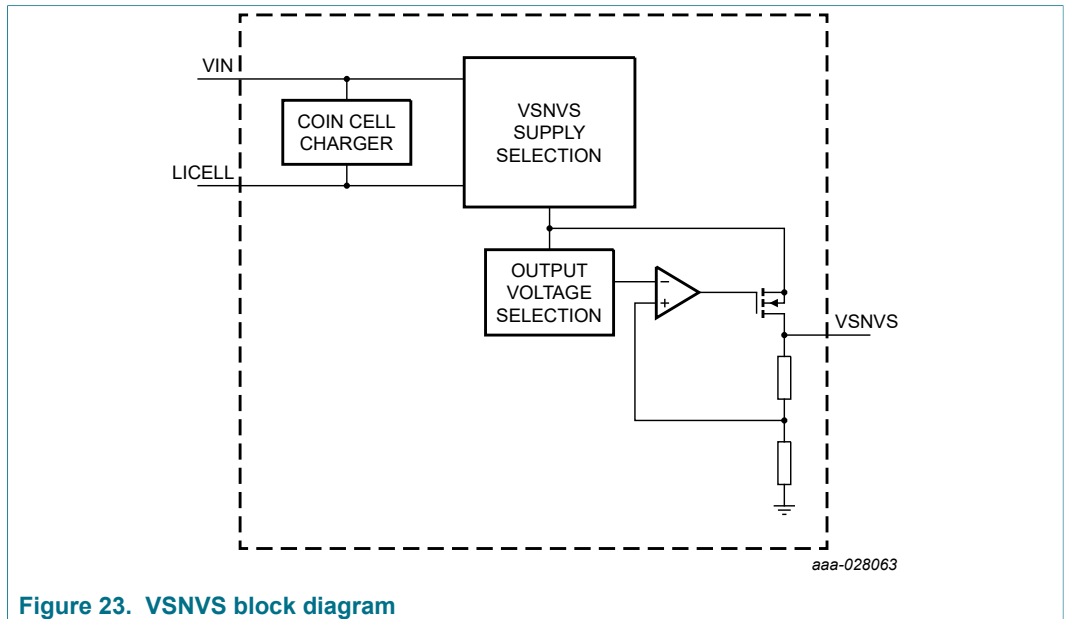 VIN
COIN CELL
CHARGER
LICELL
VSNVS
SUPPLY
SELECTION
OUTPUT
VOLTAGE
SELECTION
−
+
VSNVS
aaa-028063
Figure 23. VSNVS block diagram